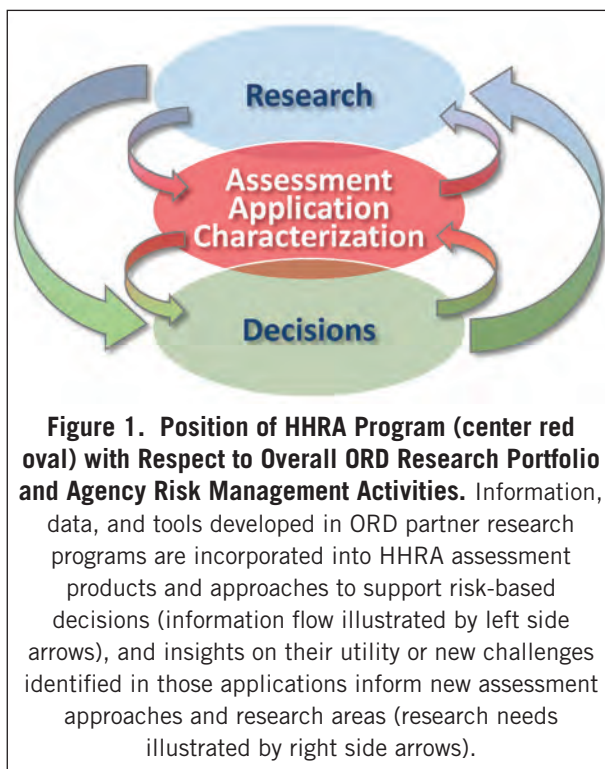 Research
Assessment
Application
Characterization
Decisions
Figure 1. Position of HHRA Program (center red
oval) with Respect to Overall ORD Research Portfolio
and Agency Risk Management Activities. Information,
data, and tools developed in ORD partner research
programs are incorporated into HHRA assessment
products and approaches to support risk-based
decisions (information flow illustrated by left side
arrows), and insights on their utility or new challenges
identified in those applications inform new assessment
approaches and research areas (research needs
illustrated by right side arrows).